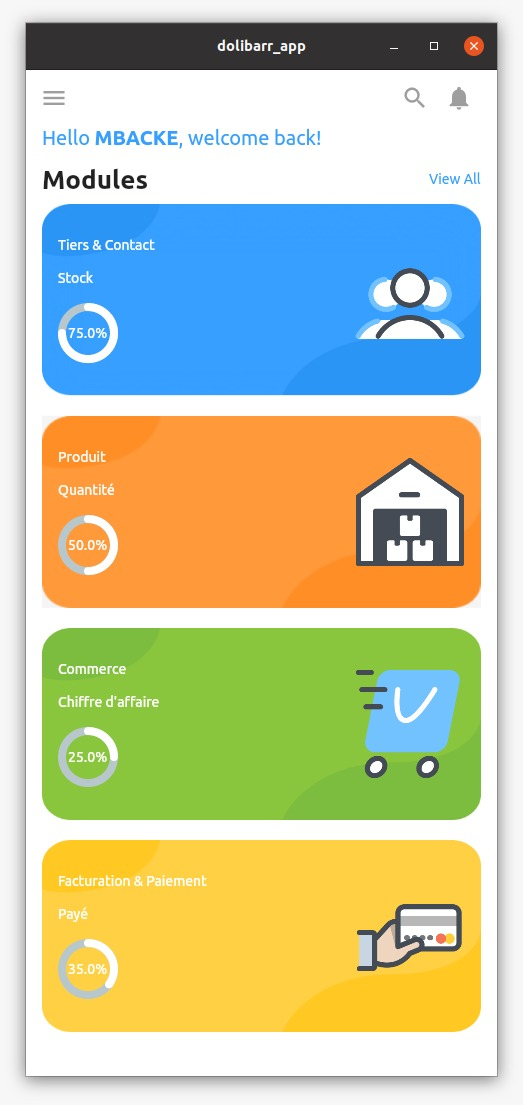 dolibarr_app
Hello MBACKE, welcome back!
Modules
View All
Tiers & Contact
Stock
75.0%
Produit
Quantité
50.0%
Commerce
Chiffre d'affaire
25.0%
Facturation & Paiement
Payé
35.0%